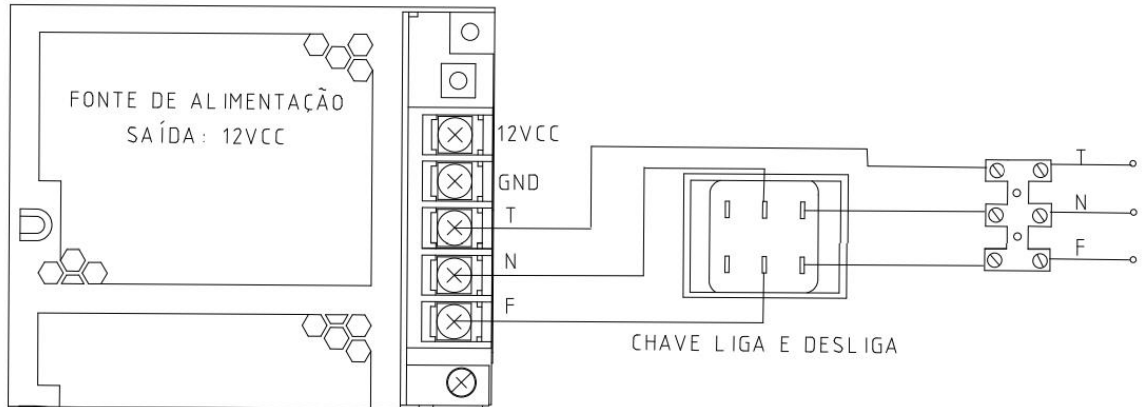 FONTE DE ALIMENTAÇÃO
SAÍDA: 12VCC
12VCC
GND
T
N
F
T
N
F
CHAVE LIGA E DESLIGA